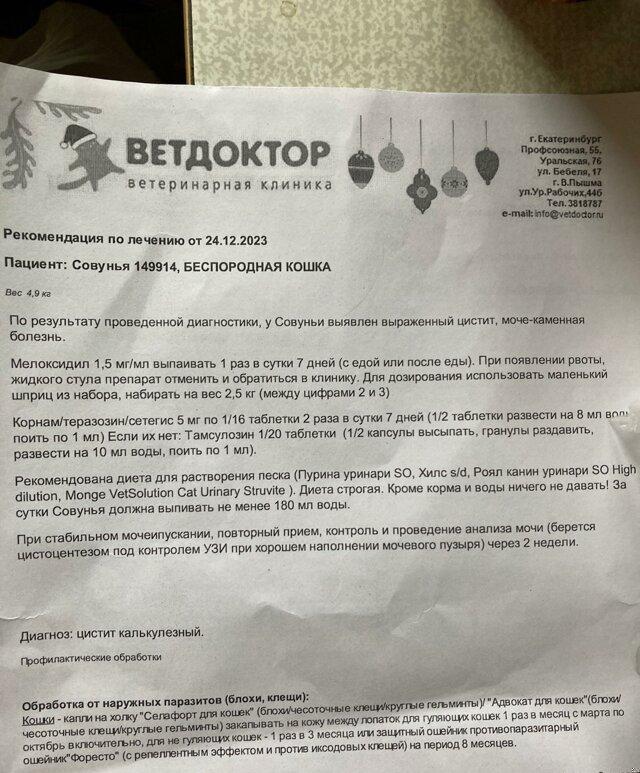 ВЕТДОКТОР
ветеринарная клиника
г. Екатеринбург
Профсоюзная, 55,
Уральская, 76
ул. Бебеля, 17
г. В.Пышма
ул.Ур.Рабочих,44б
Тел. 3818787
e-mail: info@vetdoctor.ru
Рекомендация по лечению от 24.12.2023
Пациент: Совунья 149914, БЕСПОРОДНАЯ КОШКА
Вес 4,9 кг
По результату проведенной диагностики, у Совуньи выявлен выраженный цистит, моче-каменная
болезнь.
Мелоксидил 1,5 мг/мл выпаивать 1 раз в сутки 7 дней (с едой или после еды). При появлении рвоты,
жидкого стула препарат отменить и обратиться в клинику. Для дозирования использовать маленький
шприц из набора, набирать на вес 2,5 кг (между цифрами 2 и 3)
Корнам/теразозин/сетегис 5 мг по 1/16 таблетки 2 раза в сутки 7 дней (1/2 таблетки развести на 8 мл воды
поить по 1 мл) Если их нет: Тамсулозин 1/20 таблетки (1/2 капсулы высыпать, гранулы раздавить,
развести на 10 мл воды, поить по 1 мл).
Рекомендована диета для растворения песка (Пурина уринари SO, Хилс s/d, Роял канин уринари SO High
dilution, Monge VetSolution Cat Urinary Struvite ). Диета строгая. Кроме корма и воды ничего не давать! За
сутки Совунья должна выпивать не менее 180 мл воды.
При стабильном мочеипускании, повторный прием, контроль и проведение анализа мочи (берется
цистоцентезом под контролем УЗИ при хорошем наполнении мочевого пузыря) через 2 недели.
Диагноз: цистит калькулезный.
Профилактические обработки
Обработка от наружных паразитов (блохи, клещи):
Кошки - капли на холку "Селафорт для кошек" (блохи/чесоточные клещи/круглые гельминты)/ "Адвокат для кошек"(блохи/
чесоточные клещи/круглые гельминты) закапывать на кожу между лопаток для гуляющих кошек 1 раз в месяц с марта по
октябрь включительно, для не гуляющих кошек - 1 раз в 3 месяца или защитный ошейник противопаразитарный
ошейник"Форесто" (с репеллентным эффектом и против иксодовых клещей) на период 8 месяцев.